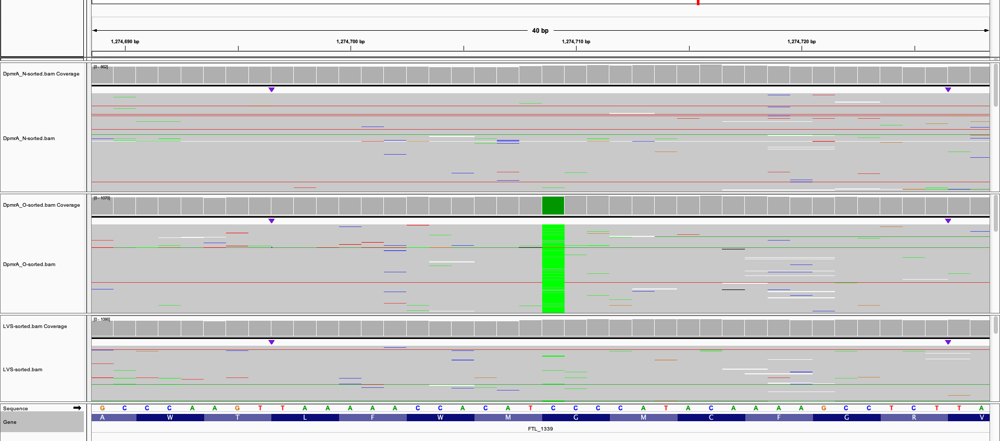 40 bp
1,274,690 bp 1,274,700 bp 1,274,710 bp 1,274,720 bp
[0 - 862]
DpmrA_N-sorted.bam Coverage
DpmrA_N-sorted.bam
[0 - 1070]
DpmrA_O-sorted.bam Coverage
DpmrA_O-sorted.bam
[0 - 1086]
LVS-sorted.bam Coverage
LVS-sorted.bam
Sequence G C C C A A G T T A A A A A C C A C A T C C C C A T A C A A A A G C C T C T T A
A W T L F W M G M C F G R V
Gene
FTL_1339